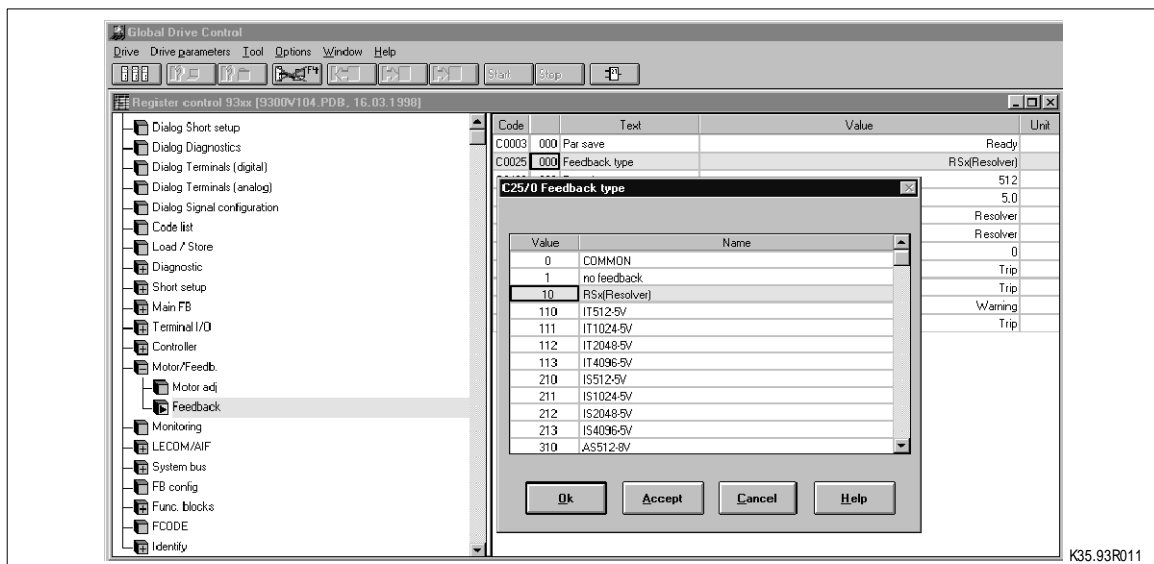 Global Drive Control
Drive Drive parameters Tool Options Window Help
F4 Start Stop
Register control 93xx [9300V104.PDB, 16.03.1998]
Dialog Short setup
Dialog Diagnostics
Dialog Terminals (digital)
Dialog Terminals (analog)
Dialog Signal configuration
Code list
Load / Store
Diagnostic
Short setup
Main FB
Terminal I/O
Controller
Motor/Feedb.
Motor adj
Feedback
Monitoring
LECOM/AIF
System bus
FB config
Func. blocks
FCODE
Identify
Code Text Value Unit
C0003 000 Par save Ready
C0025 000 Feedback type RSx(Resolver)
512
5.0
Resolver
Resolver
0
Trip
Trip
Warning
Trip
C25/0 Feedback type
Value Name
0 COMMON
1 no feedback
10 RSx(Resolver)
110 IT512-5V
111 IT1024-5V
112 IT2048-5V
113 IT4096-5V
210 IS512-5V
211 IS1024-5V
212 IS2048-5V
213 IS4096-5V
310 AS512-8V
Ok Accept Cancel Help
K35.93R011